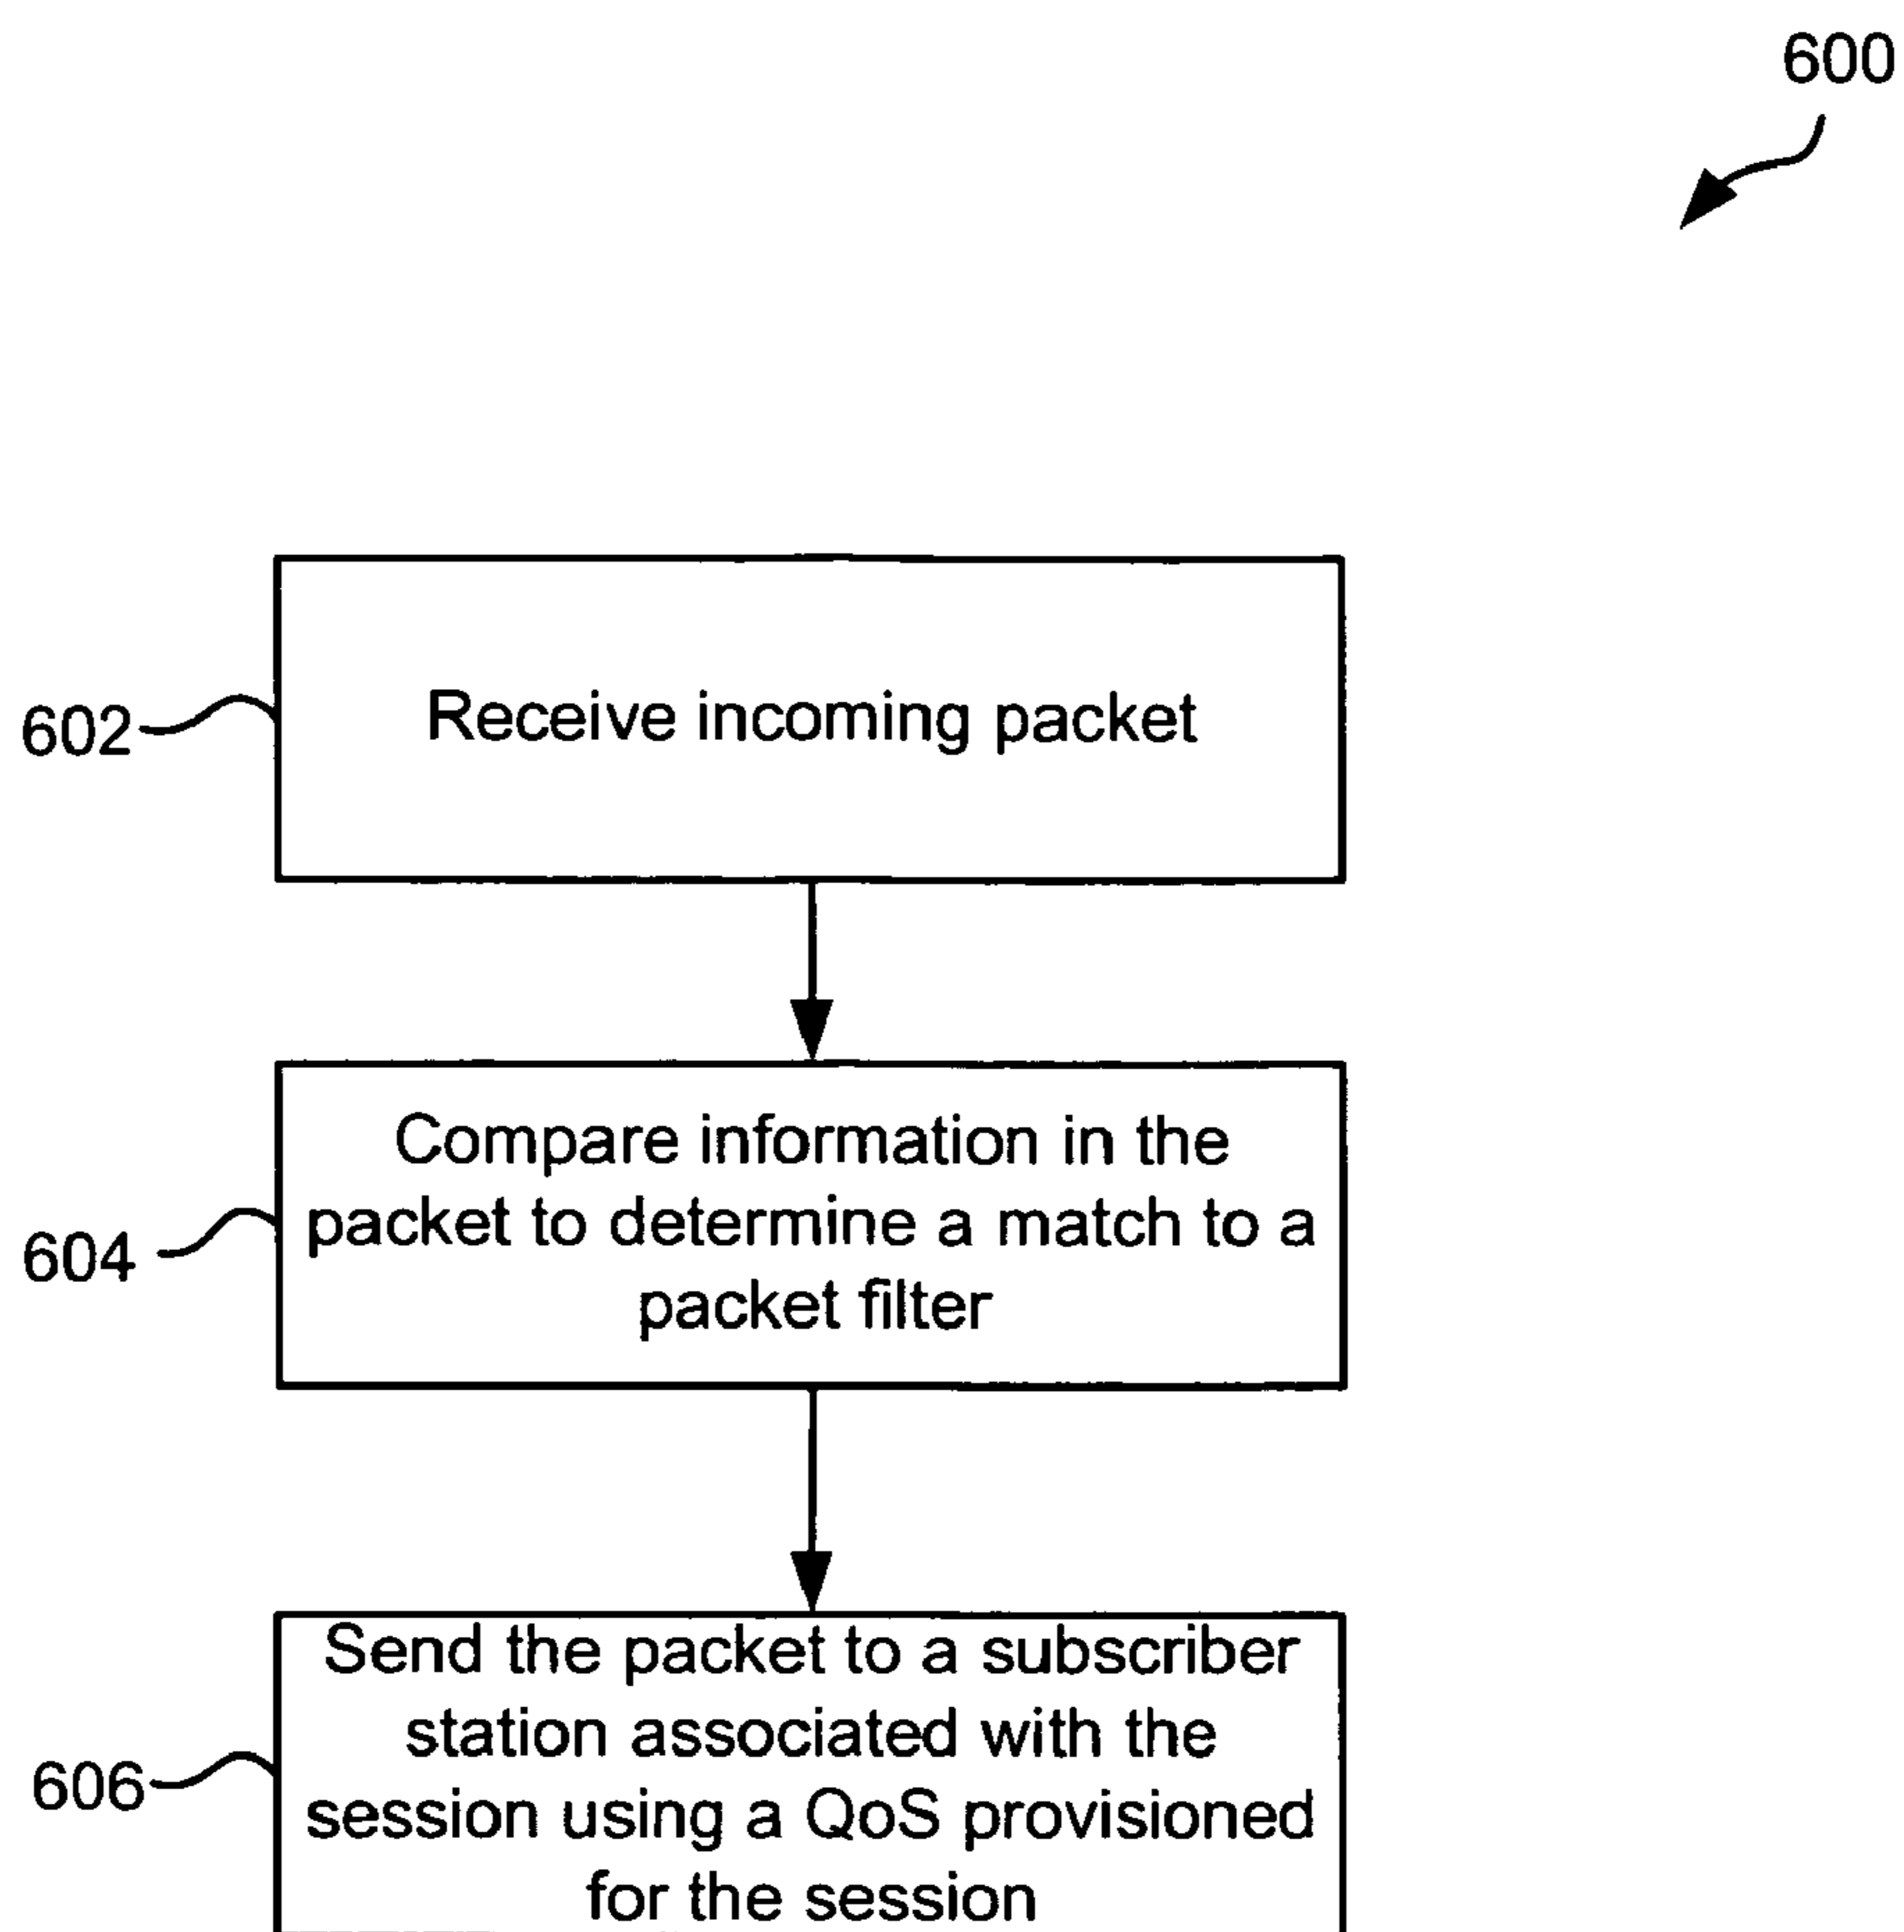 600
602
Receive incoming packet
604
Compare information in the
packet to determine a match to a
packet filter
606
Send the packet to a subscriber
station associated with the
session using a QoS provisioned
for the session